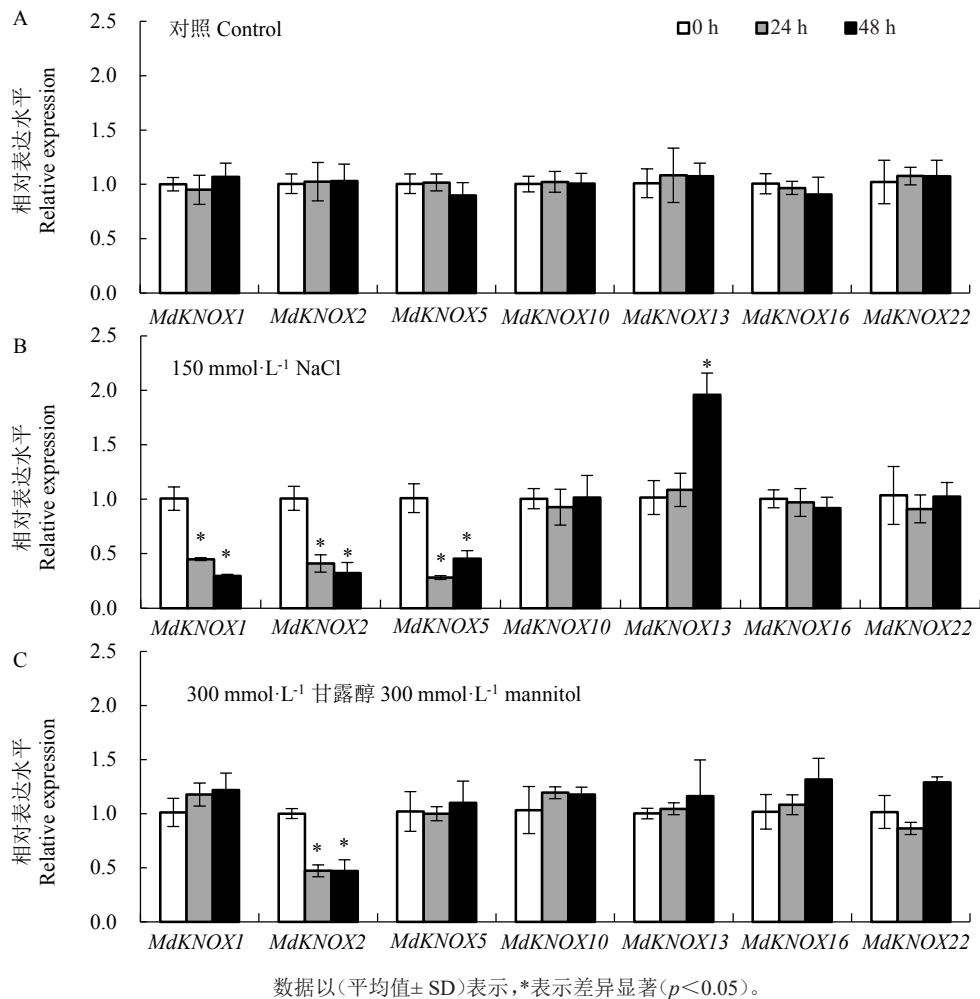 A
对照 Control
0 h 24 h 48 h
相对表达水平
Relative expression
2.5
2.0
1.5
1.0
0.5
0.0
MdKNOX1 MdKNOX2 MdKNOX5 MdKNOX10 MdKNOX13 MdKNOX16 MdKNOX22
B
150 mmol·L-1 NaCl
相对表达水平
Relative expression
2.5
2.0
1.5
1.0
0.5
0.0
* * * * * * *
MdKNOX1 MdKNOX2 MdKNOX5 MdKNOX10 MdKNOX13 MdKNOX16 MdKNOX22
C
300 mmol·L-1 甘露醇 300 mmol·L-1 mannitol
相对表达水平
Relative expression
2.5
2.0
1.5
1.0
0.5
0.0
* *
MdKNOX1 MdKNOX2 MdKNOX5 MdKNOX10 MdKNOX13 MdKNOX16 MdKNOX22
数据以(平均值± SD)表示,*表示差异显著(p<0.05)。